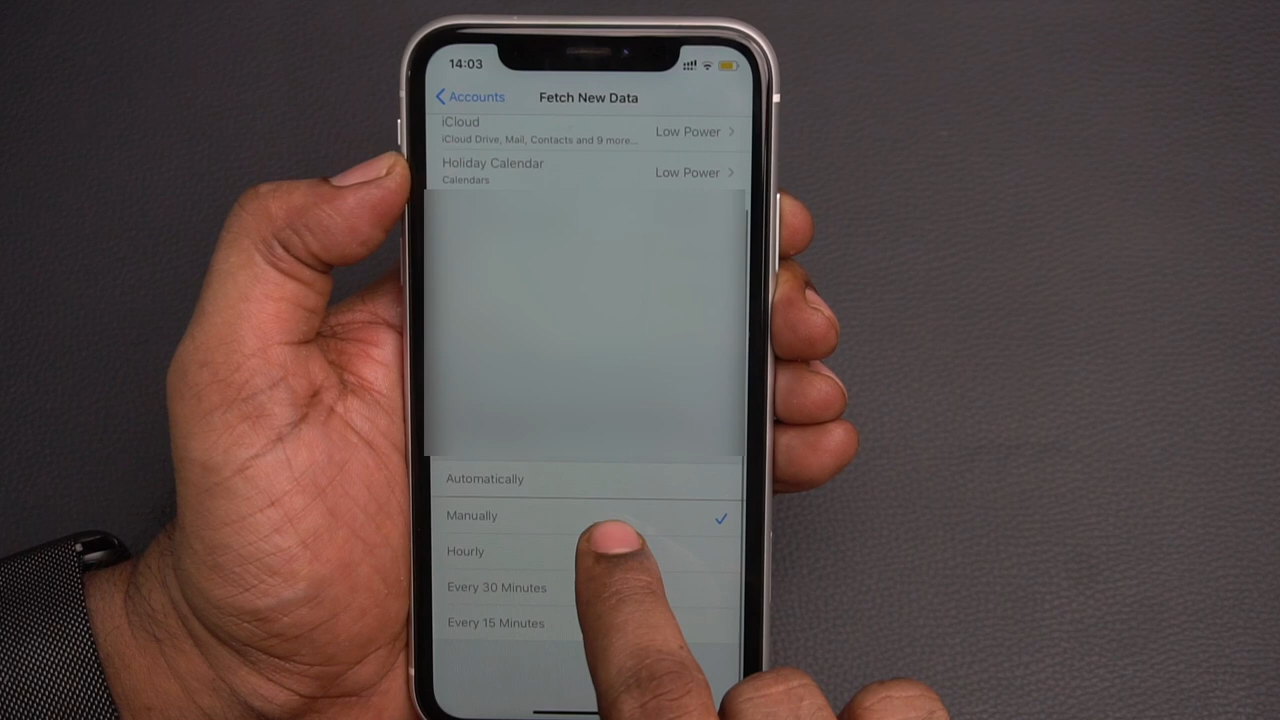 14:03
Accounts
Fetch New Data
iCloud
iCloud Drive, Mail, Contacts and 9 more...
Low Power
Holiday Calendar
Calendars
Low Power
Automatically
Manually
Hourly
Every 30 Minutes
Every 15 Minutes